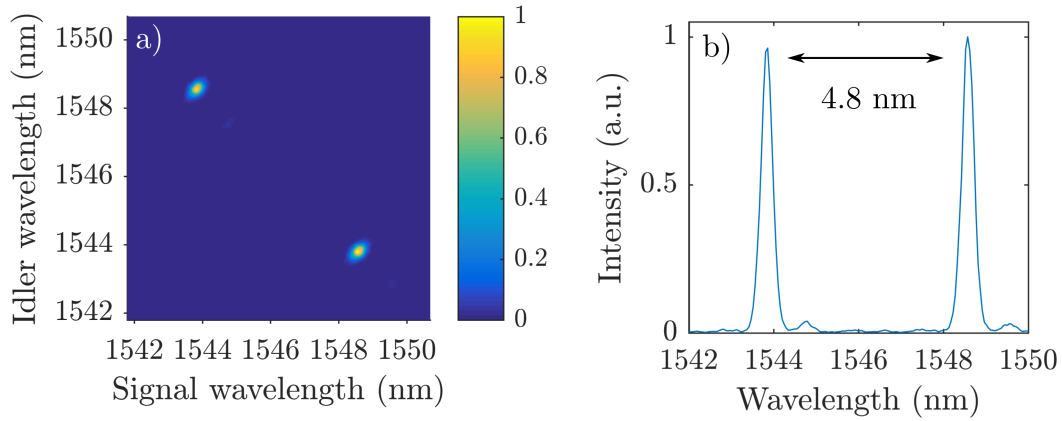 a)
Idler wavelength (nm)
1550
1548
1546
1544
1542
1542 1544 1546 1548 1550
Signal wavelength (nm)
1
0.8
0.6
0.4
0.2
0
b)
4.8 nm
Intensity (a.u.)
1
0.5
0
1542 1544 1546 1548 1550
Wavelength (nm)